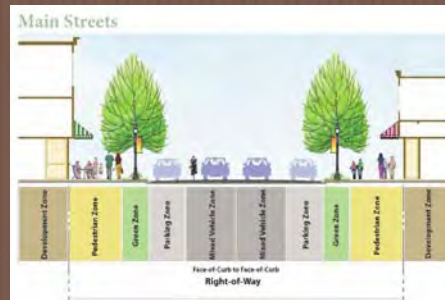 Main Streets
Development Zone
Pedestrian Zone
Green Zone
Parking Zone
Mixed Vehicle Zone
Mixed Vehicle Zone
Parking Zone
Green Zone
Pedestrian Zone
Development Zone
Face-of-Curb to Face-of-Curb
Right-of-Way